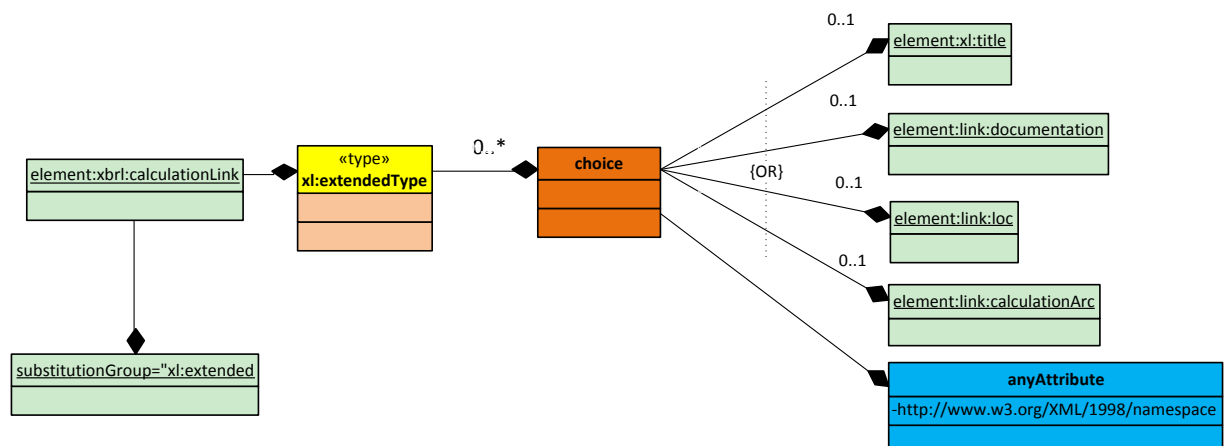 0..1
element:xl:title
0..1
element:link:documentation
«type»
xl:extendedType
0..*
choice
element:xbrl:calculationLink
{OR}
0..1
element:link:loc
0..1
element:link:calculationArc
substitutionGroup="xl:extended
anyAttribute
-http://www.w3.org/XML/1998/namespace